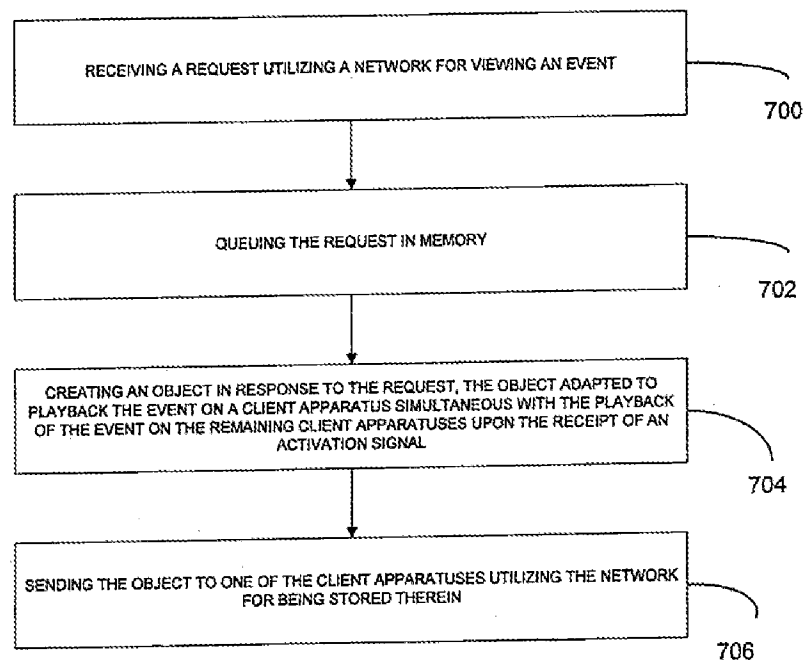 RECEIVING A REQUEST UTILIZING A NETWORK FOR VIEWING AN EVENT
700
QUEUING THE REQUEST IN MEMORY
702
CREATING AN OBJECT IN RESPONSE TO THE REQUEST, THE OBJECT ADAPTED TO
PLAYBACK THE EVENT ON A CLIENT APPARATUS SIMULTANEOUS WITH THE PLAYBACK
OF THE EVENT ON THE REMAINING CLIENT APPARATUSES UPON THE RECEIPT OF AN
ACTIVATION SIGNAL
704
SENDING THE OBJECT TO ONE OF THE CLIENT APPARATUSES UTILIZING THE NETWORK
FOR BEING STORED THEREIN
706